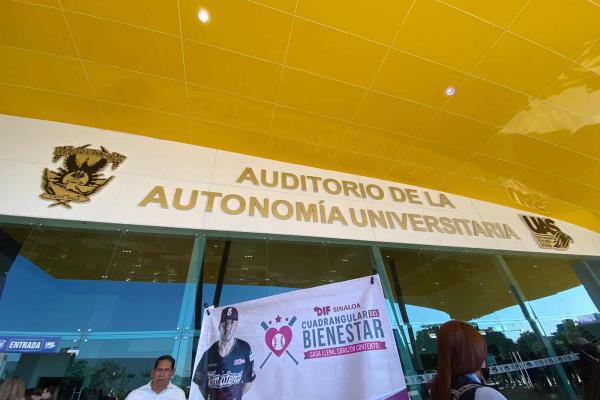 AUDITORIO DE LA
AUTONOMÍA UNIVERSITARIA
UAS
ENTRADA
DIF SINALOA
CUADRANGULAR DEL
BIENESTAR
CASA LLENA, CORAZÓN CONTENTO